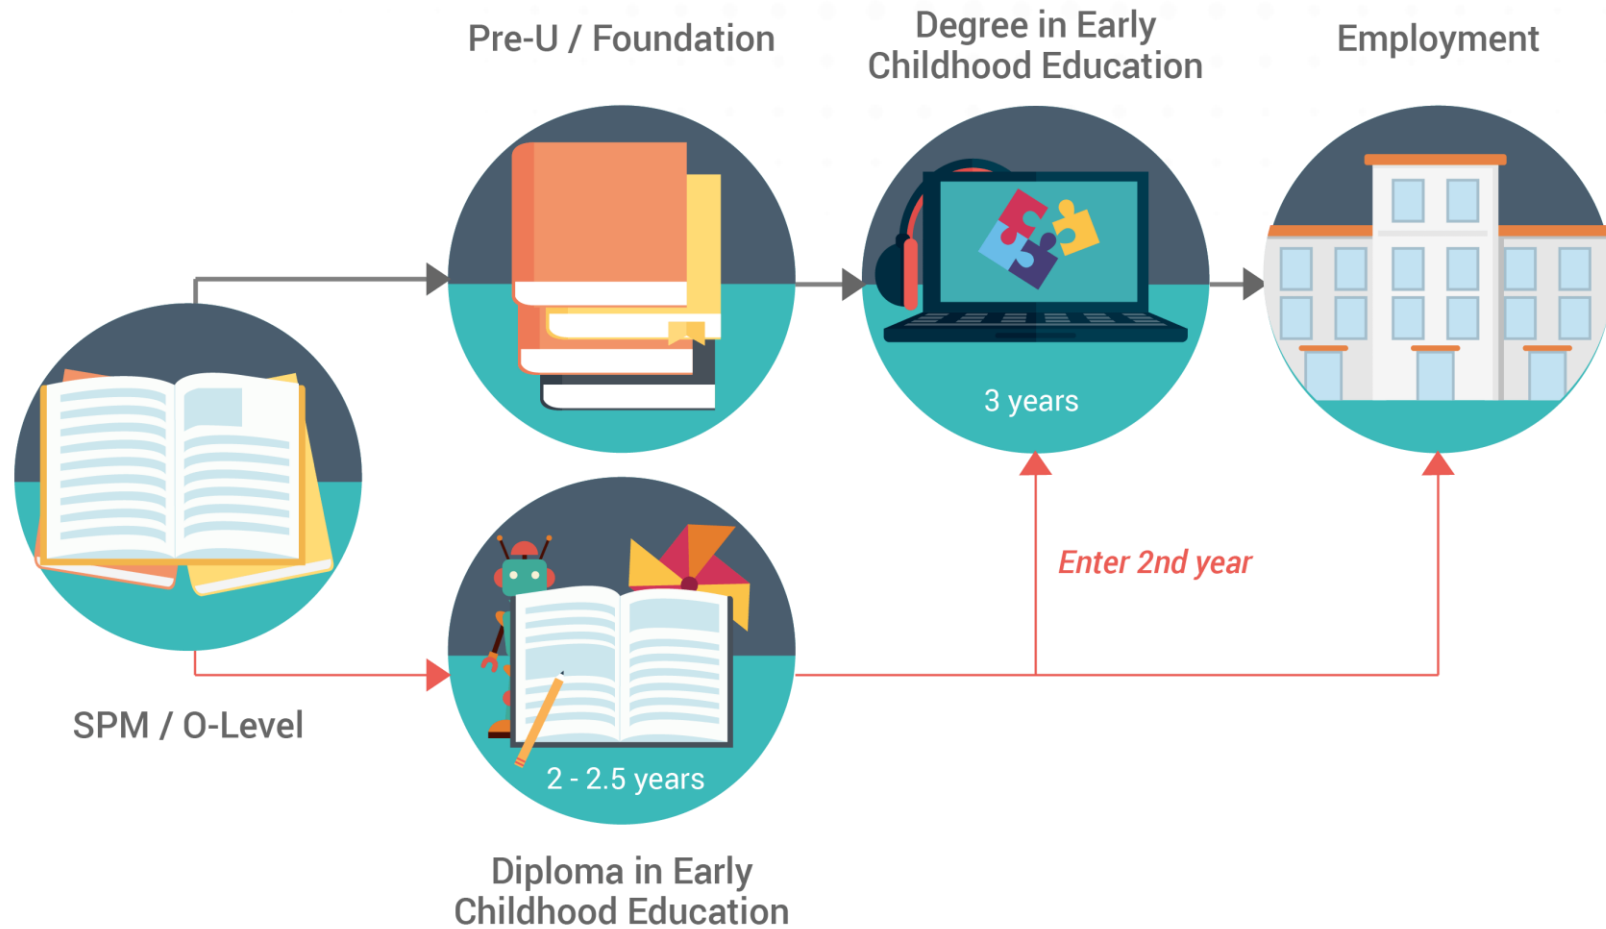 Pre-U / Foundation
Degree in Early
Childhood Education
Employment
3 years
Enter 2nd year
SPM / O-Level
2 - 2.5 years
Diploma in Early
Childhood Education